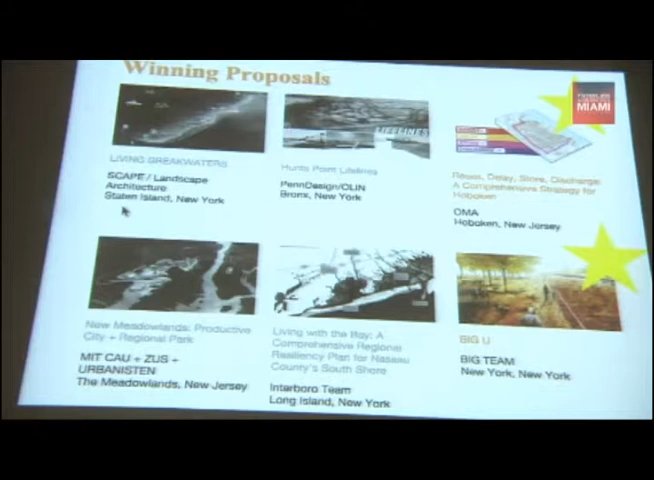 Winning Proposals
MIAMI
LIFELINES
LIVING BREAKWATERS
SCAPE / Landscape
Architecture
Staten Island, New York
Hunts Point Lifelines
PennDesign/OLIN
Bronx, New York
Resist, Delay, Store, Discharge:
A Comprehensive Strategy for
Hoboken
OMA
Hoboken, New Jersey
New Meadowlands: Productive
City + Regional Park
MIT CAU + ZUS +
URBANISTEN
The Meadowlands, New Jersey
Living with the Bay: A
Comprehensive Regional
Resiliency Plan for Nassau
County's South Shore
Interboro Team
Long Island, New York
BIG U
BIG TEAM
New York, New York